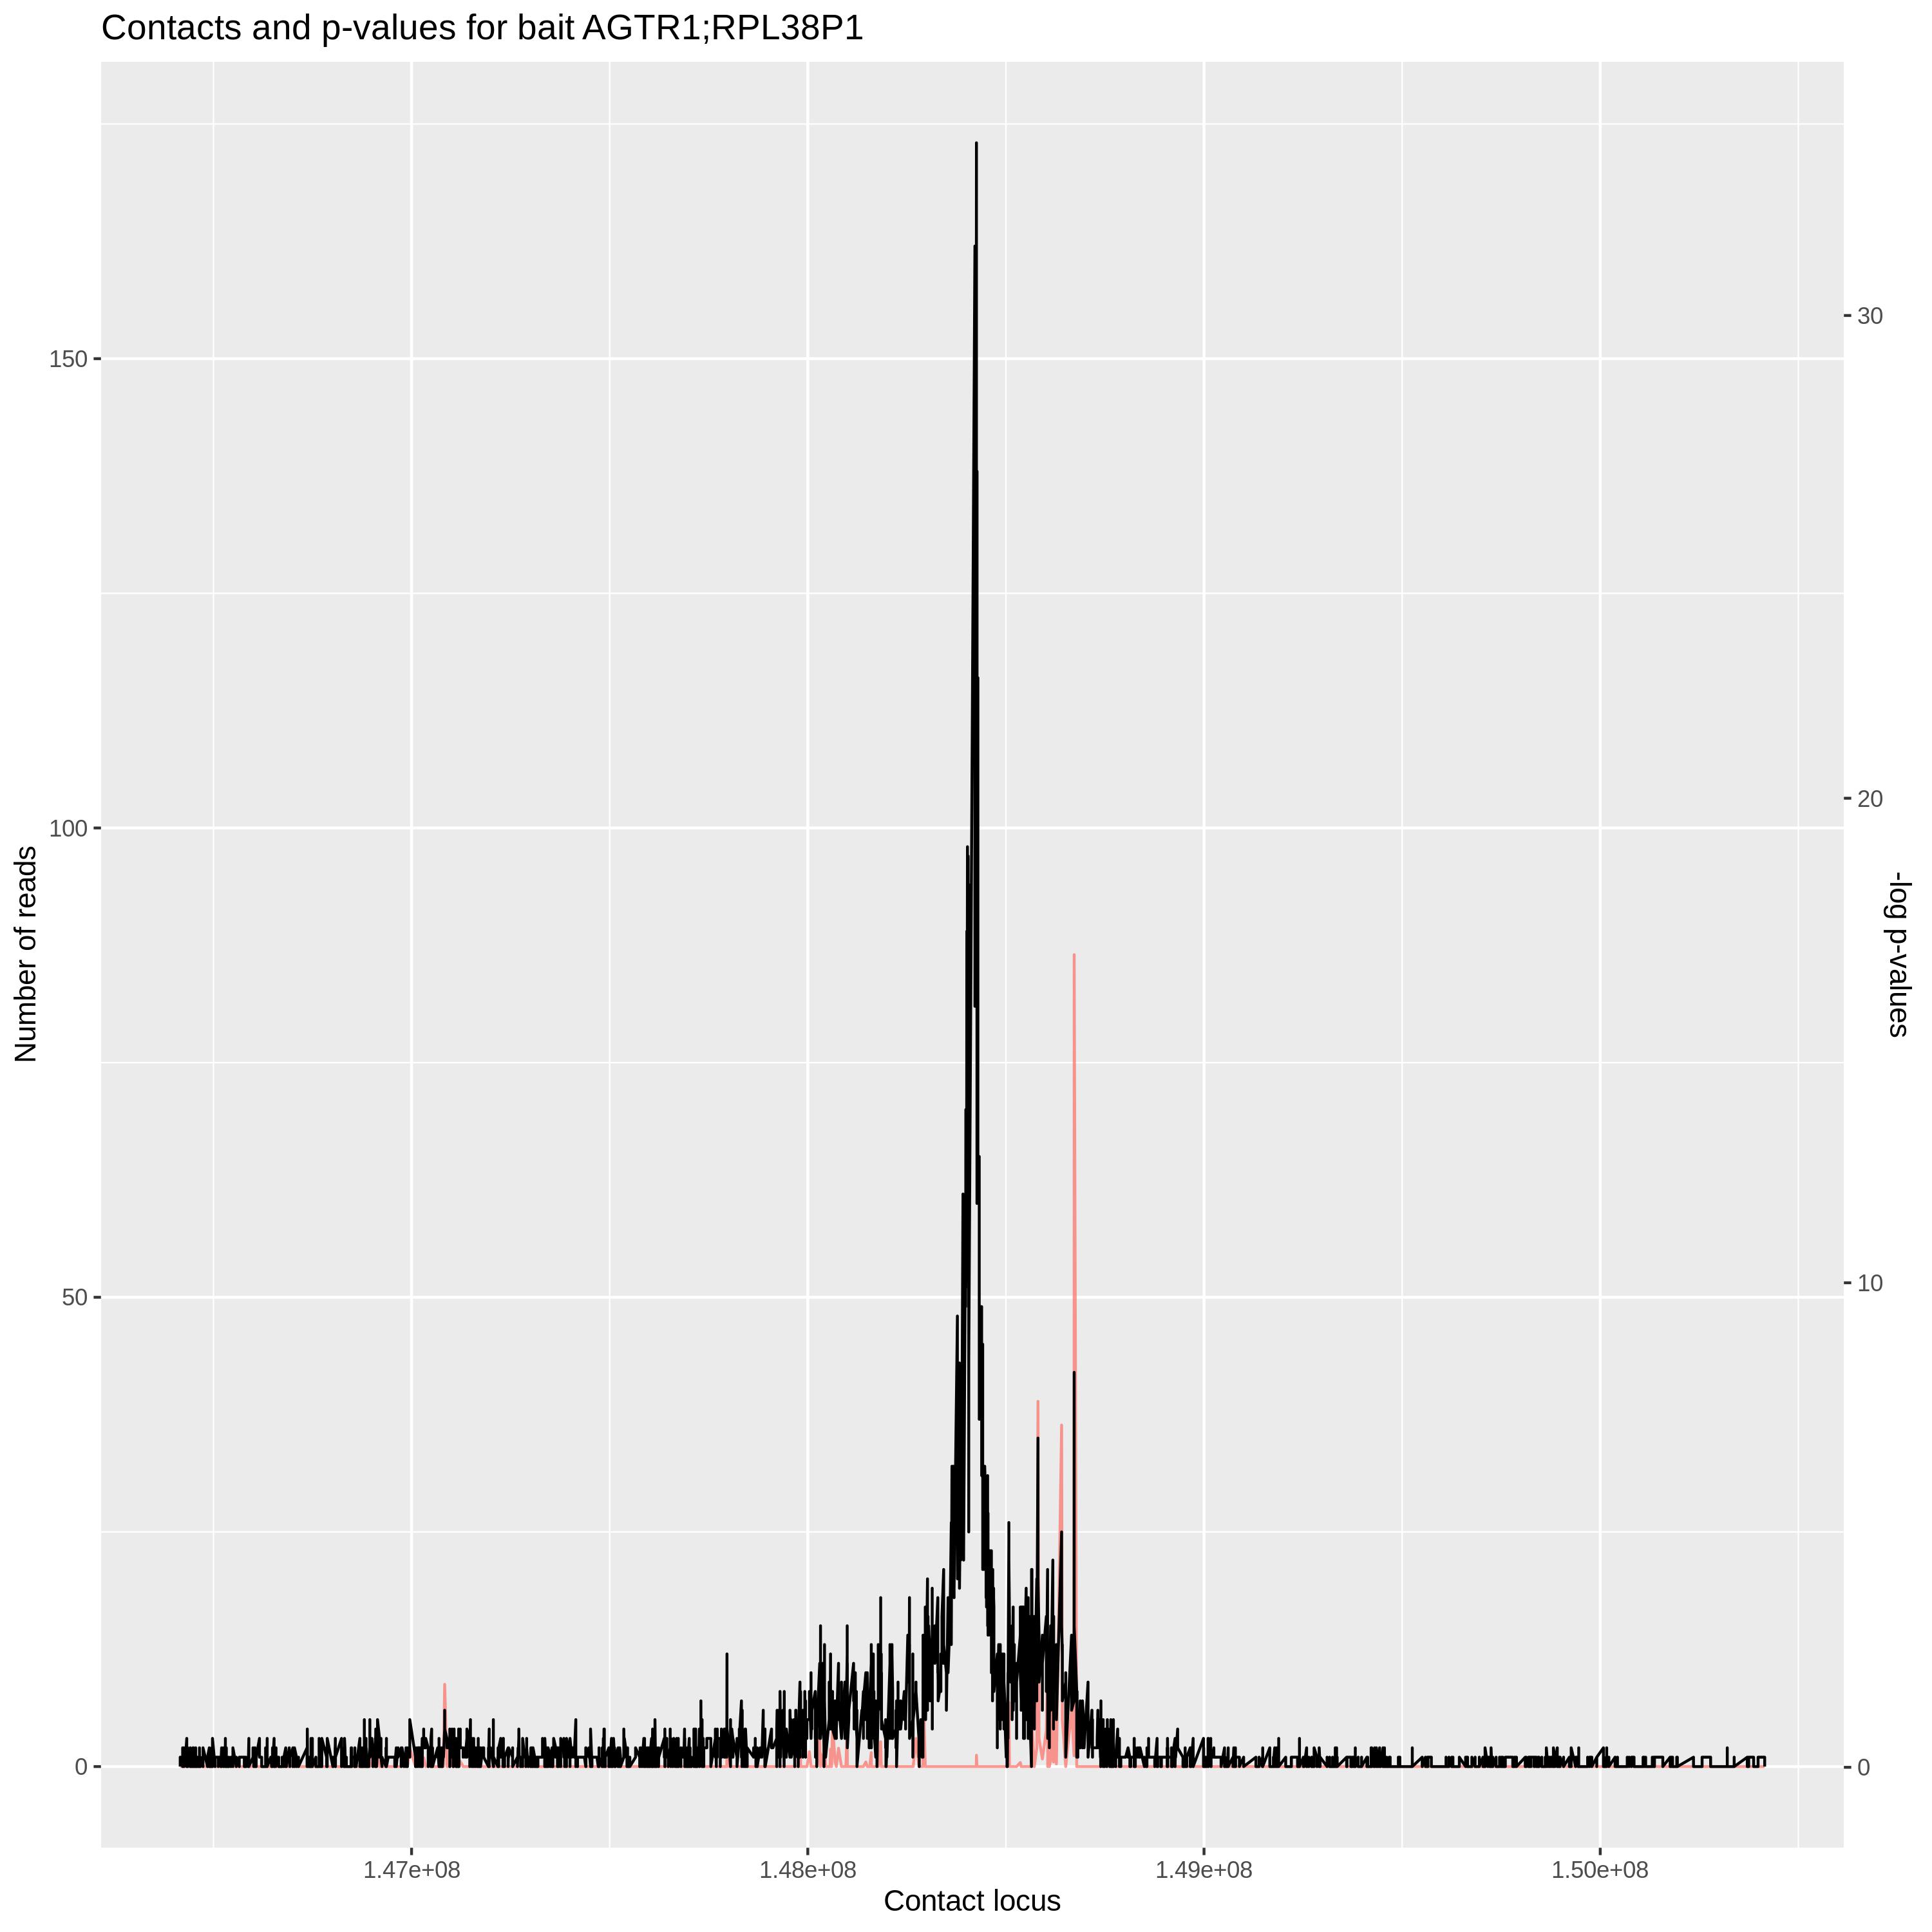 Contacts and p-values for bait AGTR1;RPL38P1
150
100
50
0
Number of reads
30
20
10
0
-log p-values
1.47e+08
1.48e+08
1.49e+08
1.50e+08
Contact locus